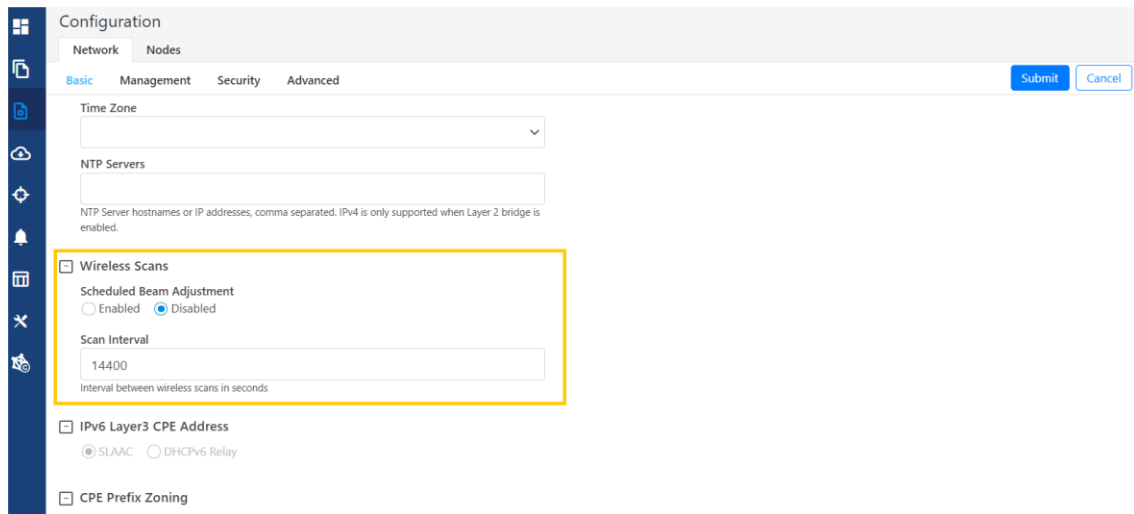 Configuration
Network Nodes
Basic Management Security Advanced Submit Cancel
Time Zone
NTP Servers
NTP Server hostnames or IP addresses, comma separated. IPv4 is only supported when Layer 2 bridge is
enabled.
Wireless Scans
Scheduled Beam Adjustment
Enabled Disabled
Scan Interval
14400
Interval between wireless scans in seconds
IPv6 Layer3 CPE Address
SLAAC DHCPv6 Relay
CPE Prefix Zoning